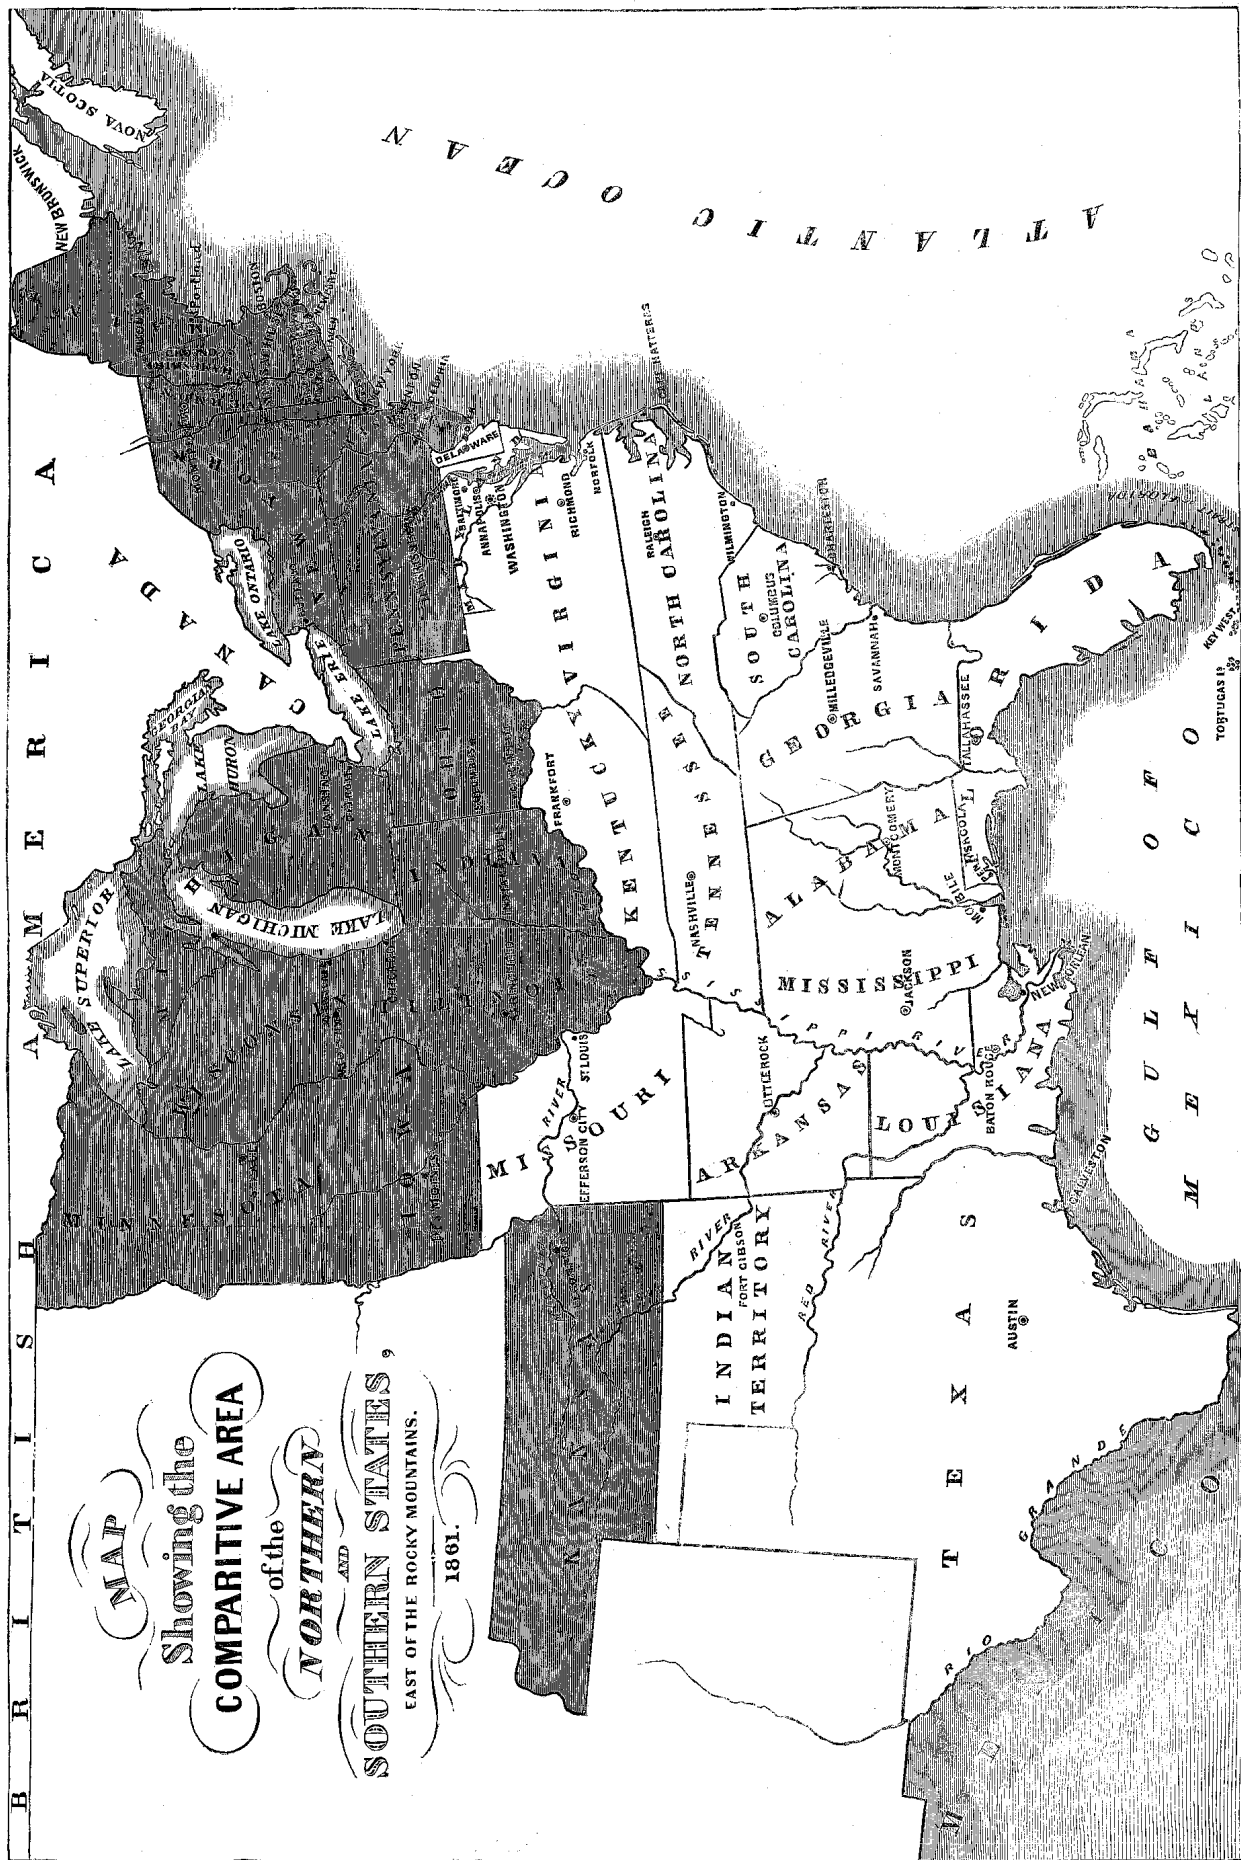 MAP
Showing the
COMPARITIVE AREA
of the
NORTHERN
AND
SOUTHERN STATES,
EAST OF THE ROCKY MOUNTAINS.
1861.
BRITISH AMERICA
CANADA
NEW BRUNSWICK
NOVA SCOTIA
ATLANTIC OCEAN
LAKE SUPERIOR
LAKE MICHIGAN
LAKE HURON
GEORGIAN BAY
LAKE ERIE
LAKE ONTARIO
MINNESOTA
WISCONSIN
MICHIGAN
IOWA
ILLINOIS
INDIANA
OHIO
PENNSYLVANIA
NEW YORK
Portland
AUGUSTA
BOSTON
KANSAS
DELAWARE
BALTIMORE
ANNAPOLIS
WASHINGTON
VIRGINIA
RICHMOND
NORFOLK
CAPE HATTERAS
MISSOURI
RIVER
ST LOUIS
JEFFERSON CITY
KENTUCKY
FRANKFORT
TENNESSEE
NASHVILLE
NORTH CAROLINA
RALEIGH
WILMINGTON
SOUTH
CAROLINA
COLUMBUS
CHARLESTON
GEORGIA
MILLEDGEVILLE
SAVANNAH
ALABAMA
MONTGOMERY
MOBILE
PENSACOLA
FLORIDA
TALLAHASSEE
MISSISSIPPI
JACKSON
MISSISSIPPI
ARKANSAS
LITTLE ROCK
LOUISIANA
BATON ROUGE
NEW ORLEANS
INDIAN
TERRITORY
FORT GIBSON
RIVER
RED RIVER
TEXAS
AUSTIN
GALVESTON
RIO GRANDE
MEXICO
GULF OF
MEXICO
KEY WEST
TORTUGAS IS
BAHAMAS